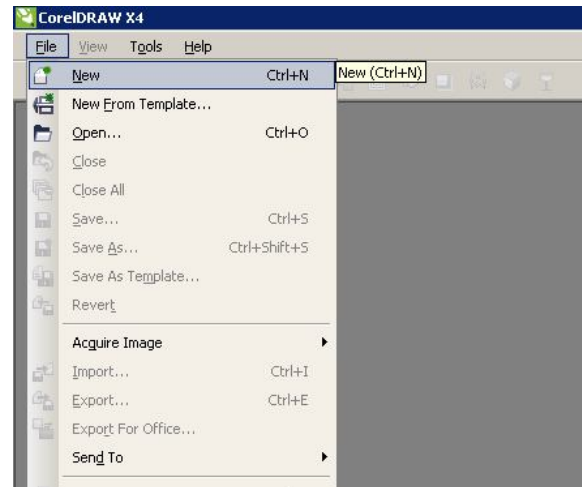 CorelDRAW X4
File View Tools Help
New Ctrl+N New (Ctrl+N)
New From Template...
Open... Ctrl+O
Close
Close All
Save... Ctrl+S
Save As... Ctrl+Shift+S
Save As Template...
Revert
Acquire Image
Import... Ctrl+I
Export... Ctrl+E
Export For Office...
Send To